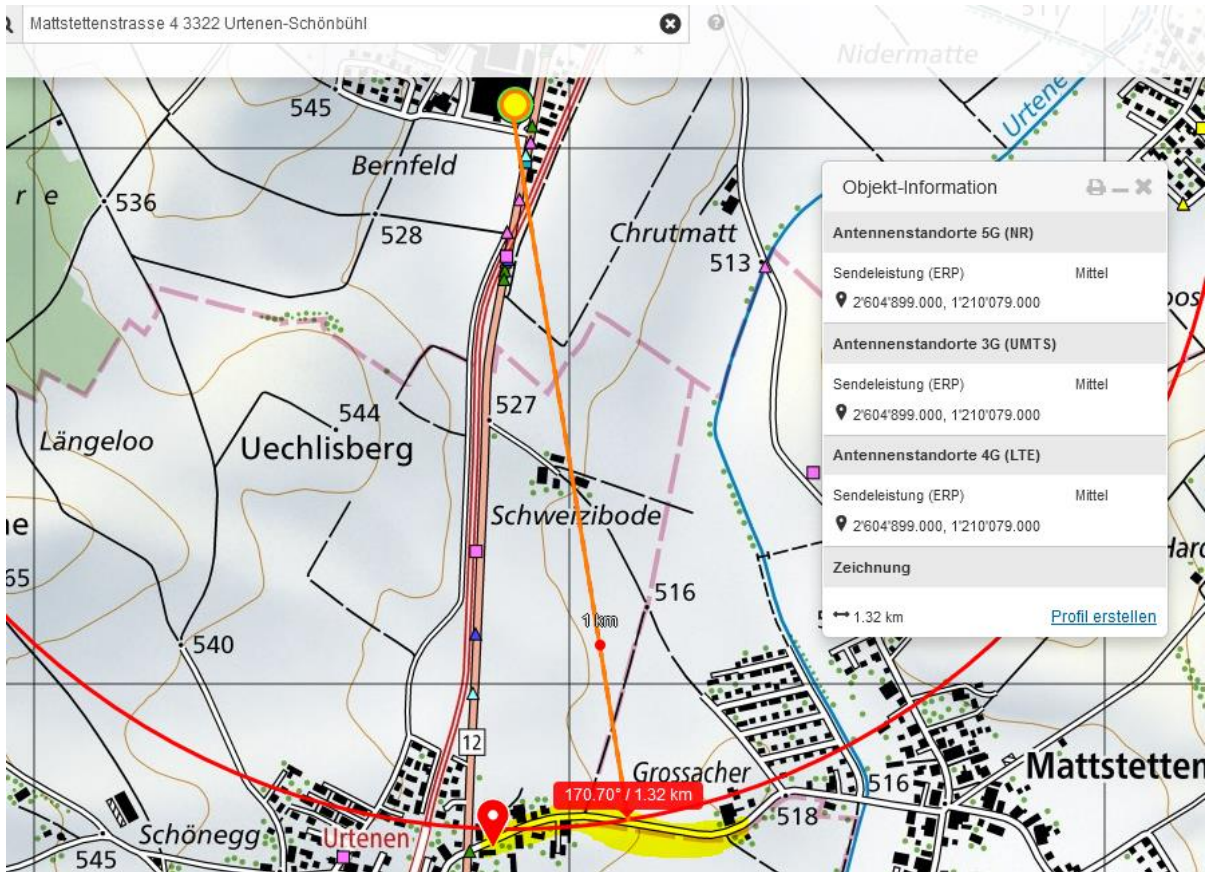 Mattstettenstrasse 4 3322 Urtenen-Schönbühl
Nidermatte
545
Urtene
Bernfeld
r e
536
528
Chrutmatt
513
Objekt-Information
Antennenstandorte 5G (NR)
Sendeleistung (ERP) Mittel
2'604'899.000, 1'210'079.000
Antennenstandorte 3G (UMTS)
Sendeleistung (ERP) Mittel
2'604'899.000, 1'210'079.000
Antennenstandorte 4G (LTE)
Sendeleistung (ERP) Mittel
2'604'899.000, 1'210'079.000
Zeichnung
1.32 km Profil erstellen
527
544
Längeloo
Uechlisberg
Schweizibode
516
1 km
540
12
Grossacher
170.70° / 1.32 km
516
Mattstetten
518
Schönegg
Urtenen
545